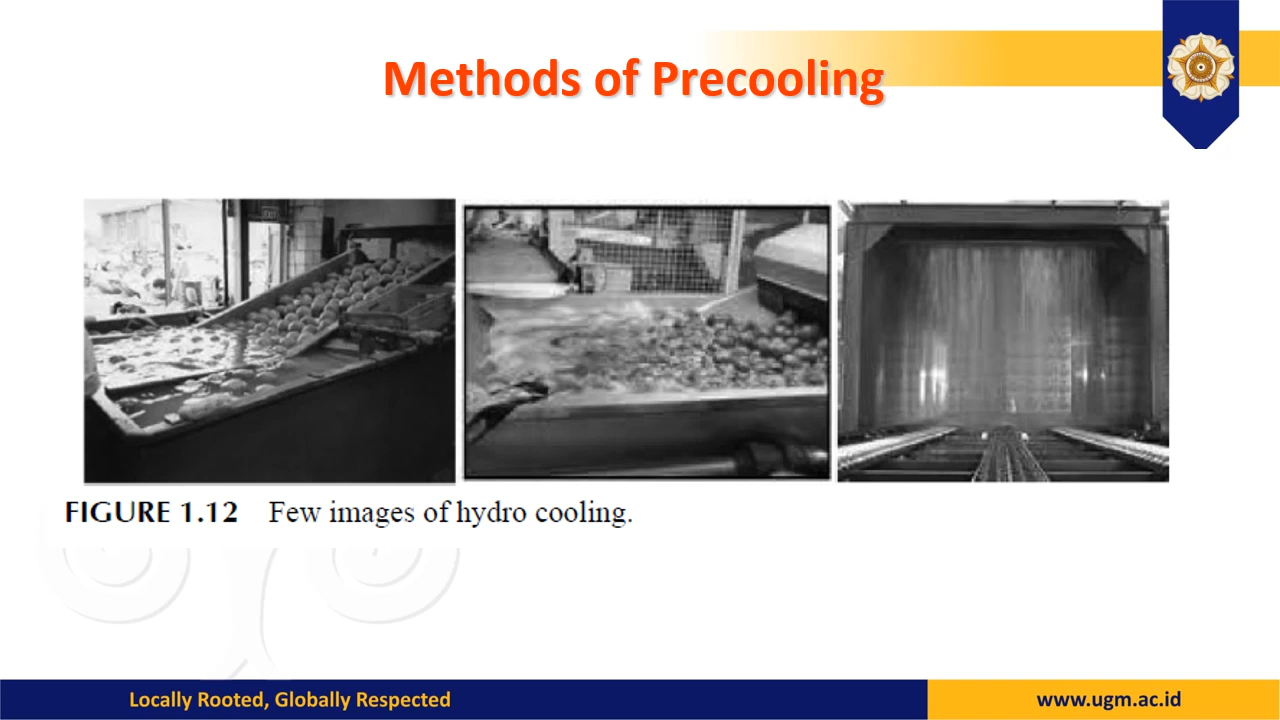 Methods of Precooling
FIGURE 1.12 Few images of hydro cooling.
Locally Rooted, Globally Respected
www.ugm.ac.id